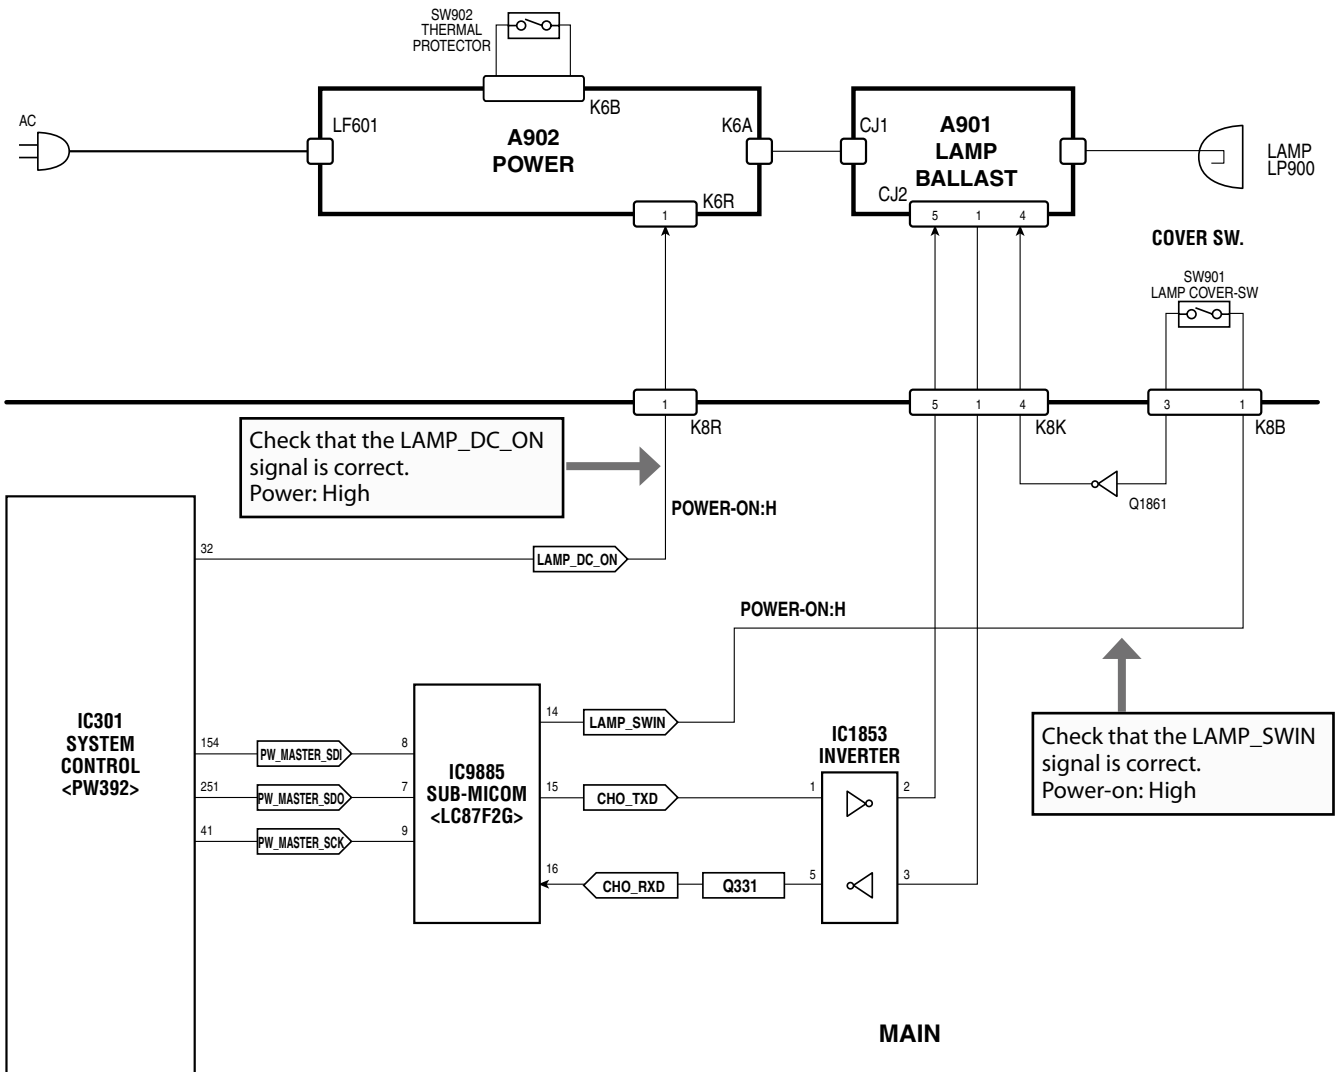 SW902
THERMAL
PROTECTOR
K6B
AC
LF601
A902
POWER
K6A
K6R
1
CJ1
A901
LAMP
BALLAST
CJ2
5 1 4
LAMP
LP900
COVER SW.
SW901
LAMP COVER-SW
1
K8R
5 1 4
K8K
3 1
K8B
Check that the LAMP_DC_ON
signal is correct.
Power: High
Q1861
POWER-ON:H
32
LAMP_DC_ON
POWER-ON:H
IC301
SYSTEM
CONTROL
<PW392>
154
PW_MASTER_SDI
8
251
PW_MASTER_SDO
7
41
PW_MASTER_SCK
9
IC9885
SUB-MICOM
<LC87F2G>
14
LAMP_SWIN
15
CHO_TXD
1
16
CHO_RXD
Q331
5
IC1853
INVERTER
2
3
Check that the LAMP_SWIN
signal is correct.
Power-on: High
MAIN